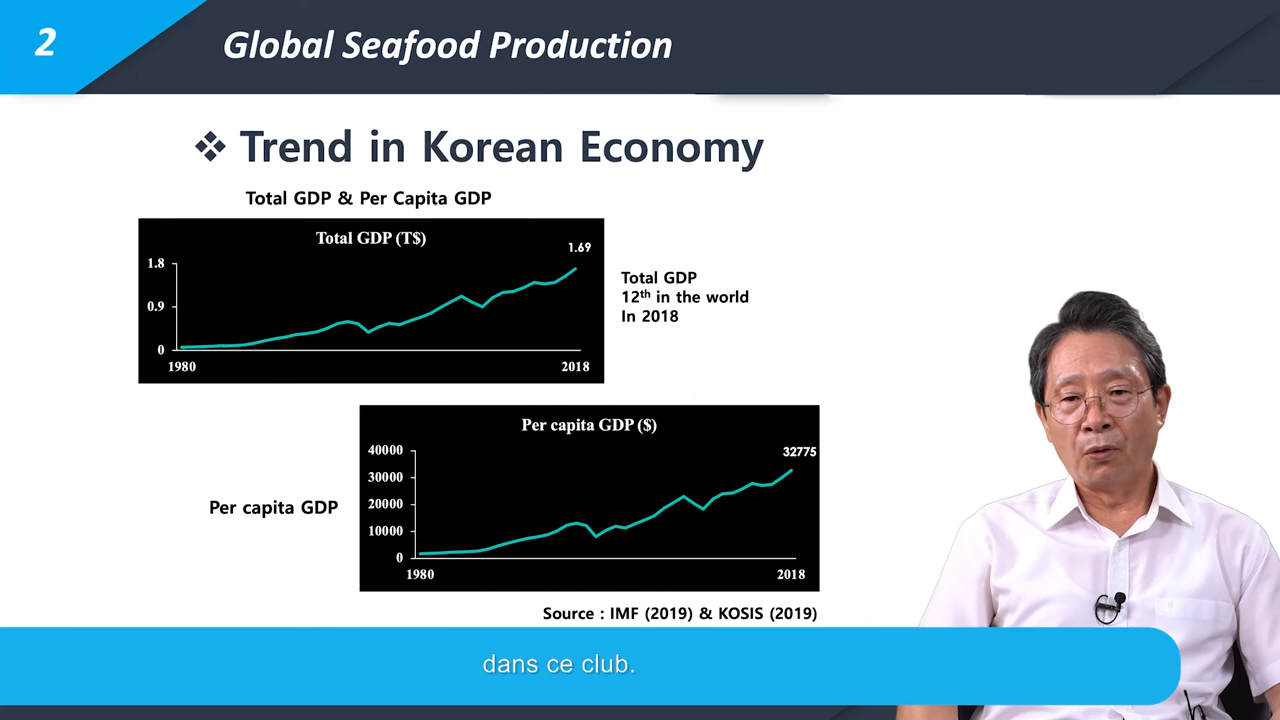 2
Global Seafood Production
❖ Trend in Korean Economy
Total GDP & Per Capita GDP
Total GDP (T$)
1.69
1.8
0.9
0
1980
2018
Total GDP
12th in the world
In 2018
Per capita GDP ($)
32775
40000
30000
20000
10000
0
1980
2018
Per capita GDP
Source : IMF (2019) & KOSIS (2019)
dans ce club.